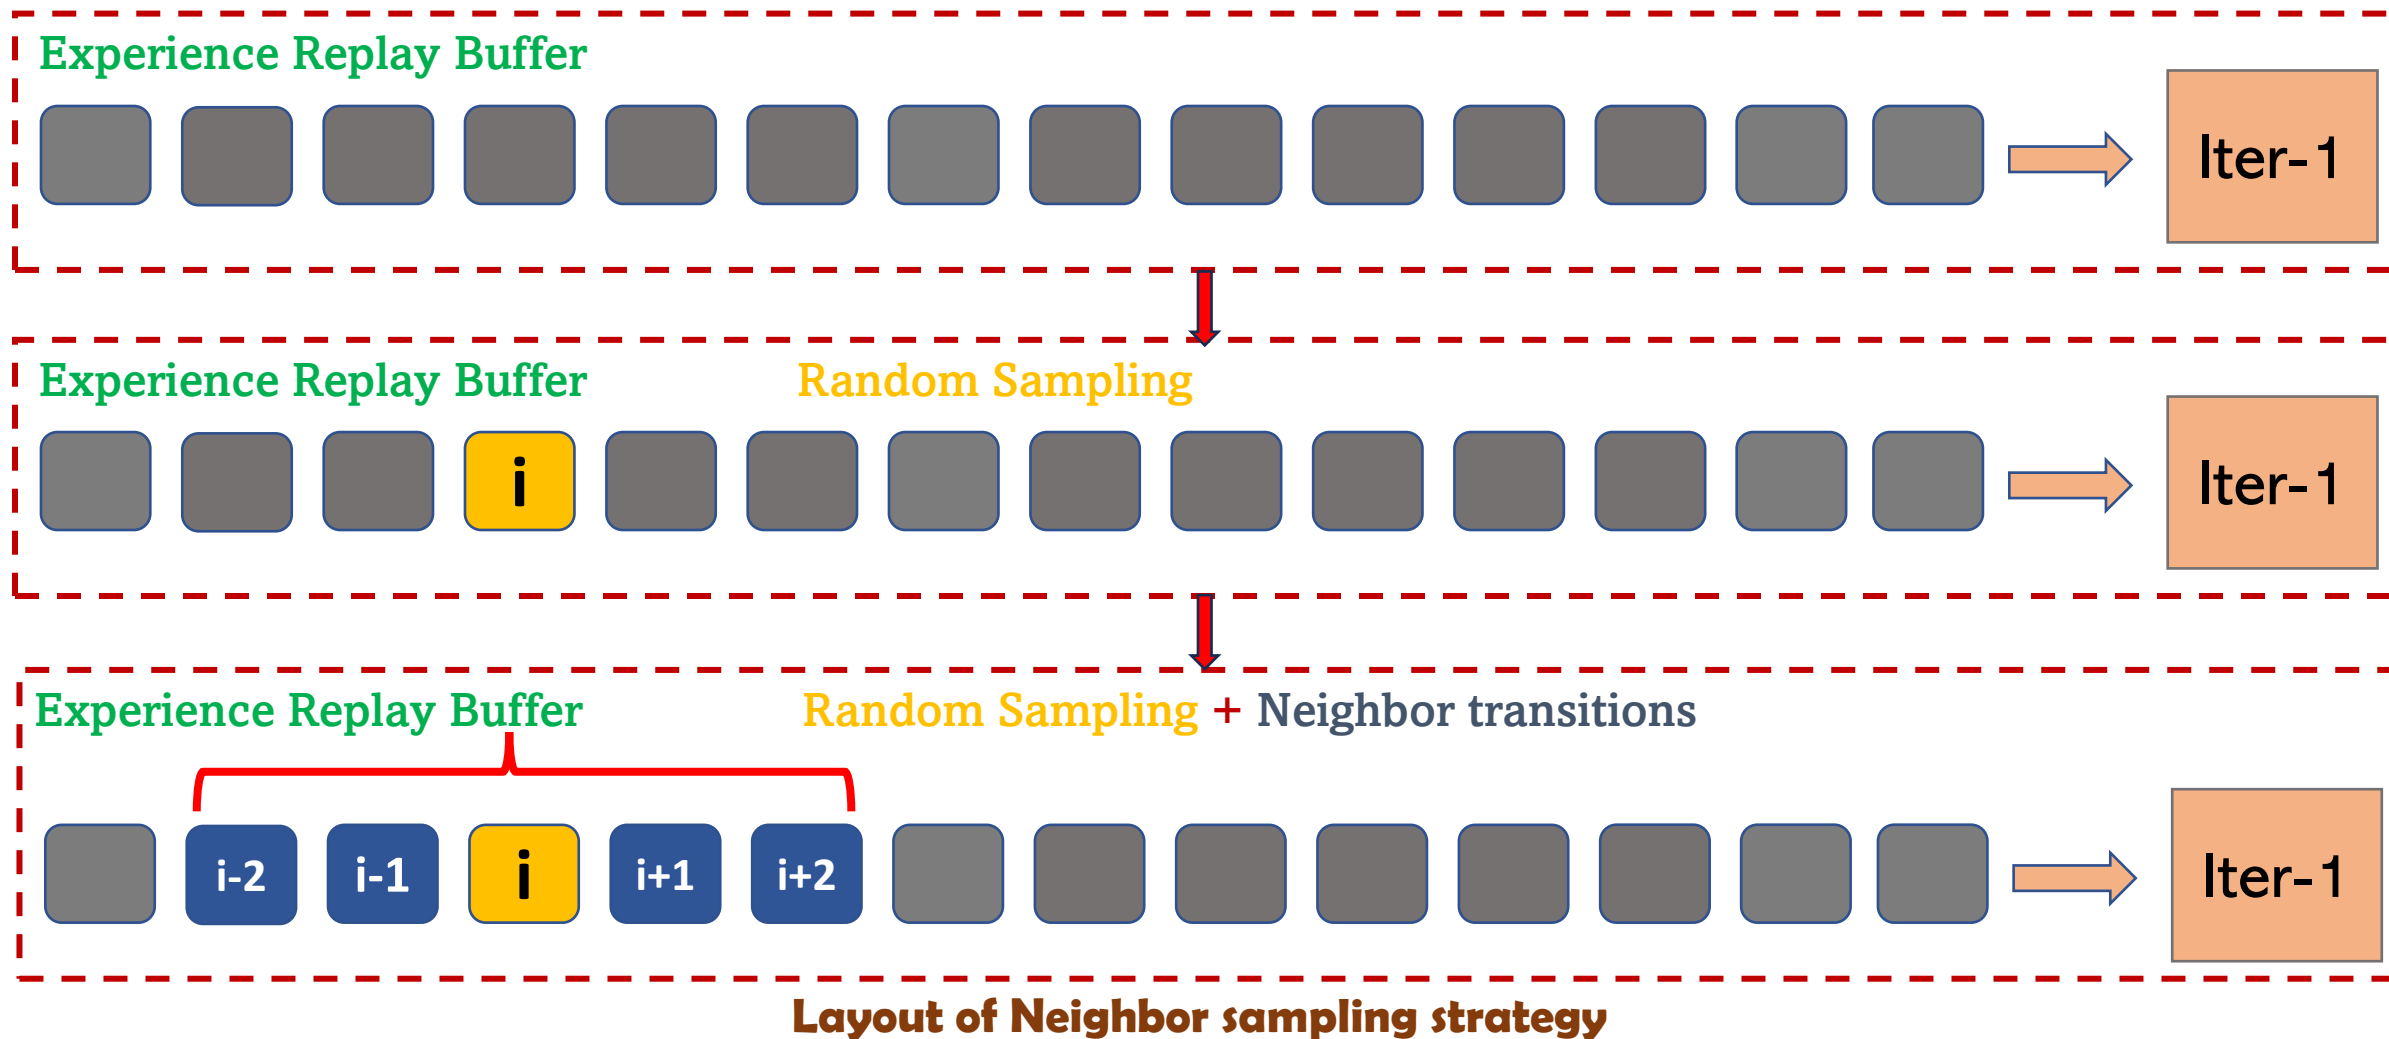 Experience Replay Buffer
Iter-1
Experience Replay Buffer Random Sampling
i
Iter-1
Experience Replay Buffer Random Sampling + Neighbor transitions
i-2 i-1 i i+1 i+2
Iter-1
Layout of Neighbor sampling strategy